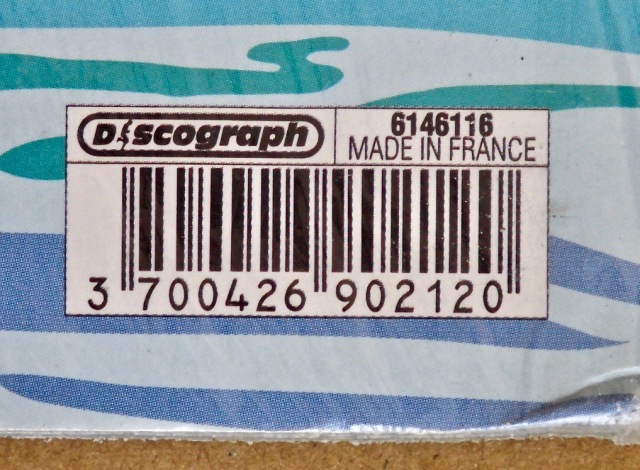 Discograph
6146116
MADE IN FRANCE
3 700426 902120